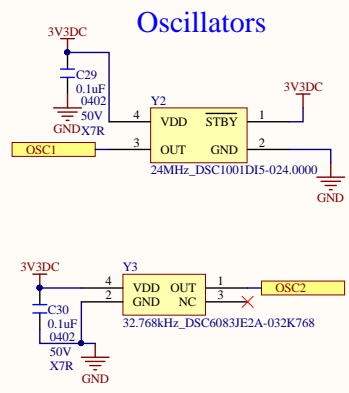 Oscillators
3V3DC
C29
0.1uF
0402
50V
X7R
GND
Y2
4 VDD STBY 1
3 OUT GND 2
24MHz_DSC1001DI5-024.0000
3V3DC
GND
OSC1
3V3DC
C30
0.1uF
0402
50V
X7R
GND
Y3
4 VDD OUT 1
2 GND NC 3
32.768kHz_DSC6083JE2A-032K768
OSC2